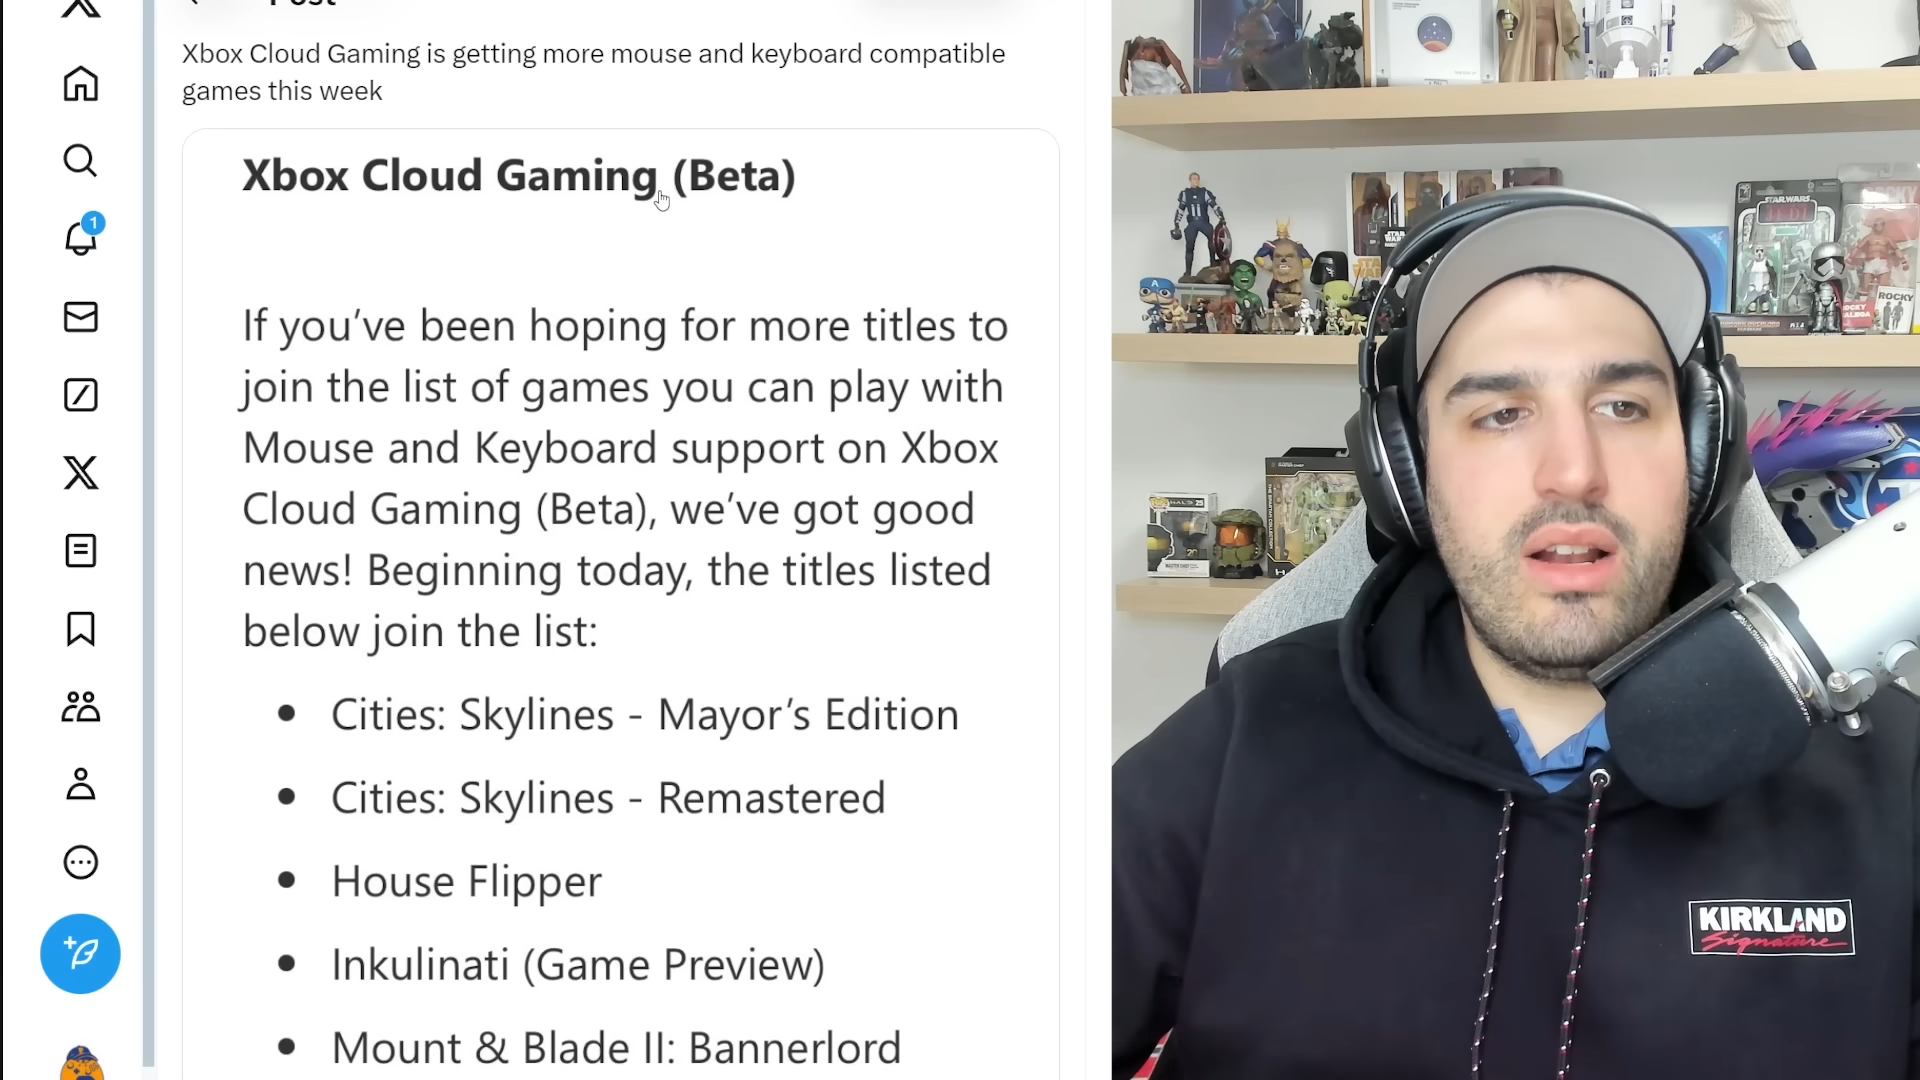 Post
Xbox Cloud Gaming is getting more mouse and keyboard compatible
games this week
1
Xbox Cloud Gaming (Beta)
If you’ve been hoping for more titles to
join the list of games you can play with
Mouse and Keyboard support on Xbox
Cloud Gaming (Beta), we’ve got good
news! Beginning today, the titles listed
below join the list:
• Cities: Skylines - Mayor’s Edition
• Cities: Skylines - Remastered
• House Flipper
• Inkulinati (Game Preview)
• Mount & Blade II: Bannerlord
STAR WARS
ROCKY
ROCKY
HALO
KIRKLAND
Signature